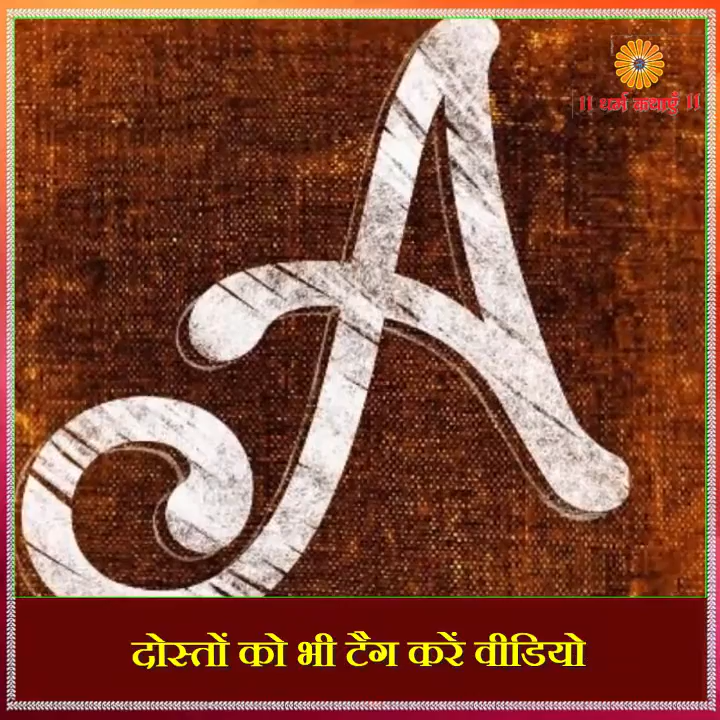 A
।। धर्म कथाएँ ।।
दोस्तों को भी टैग करें वीडियो